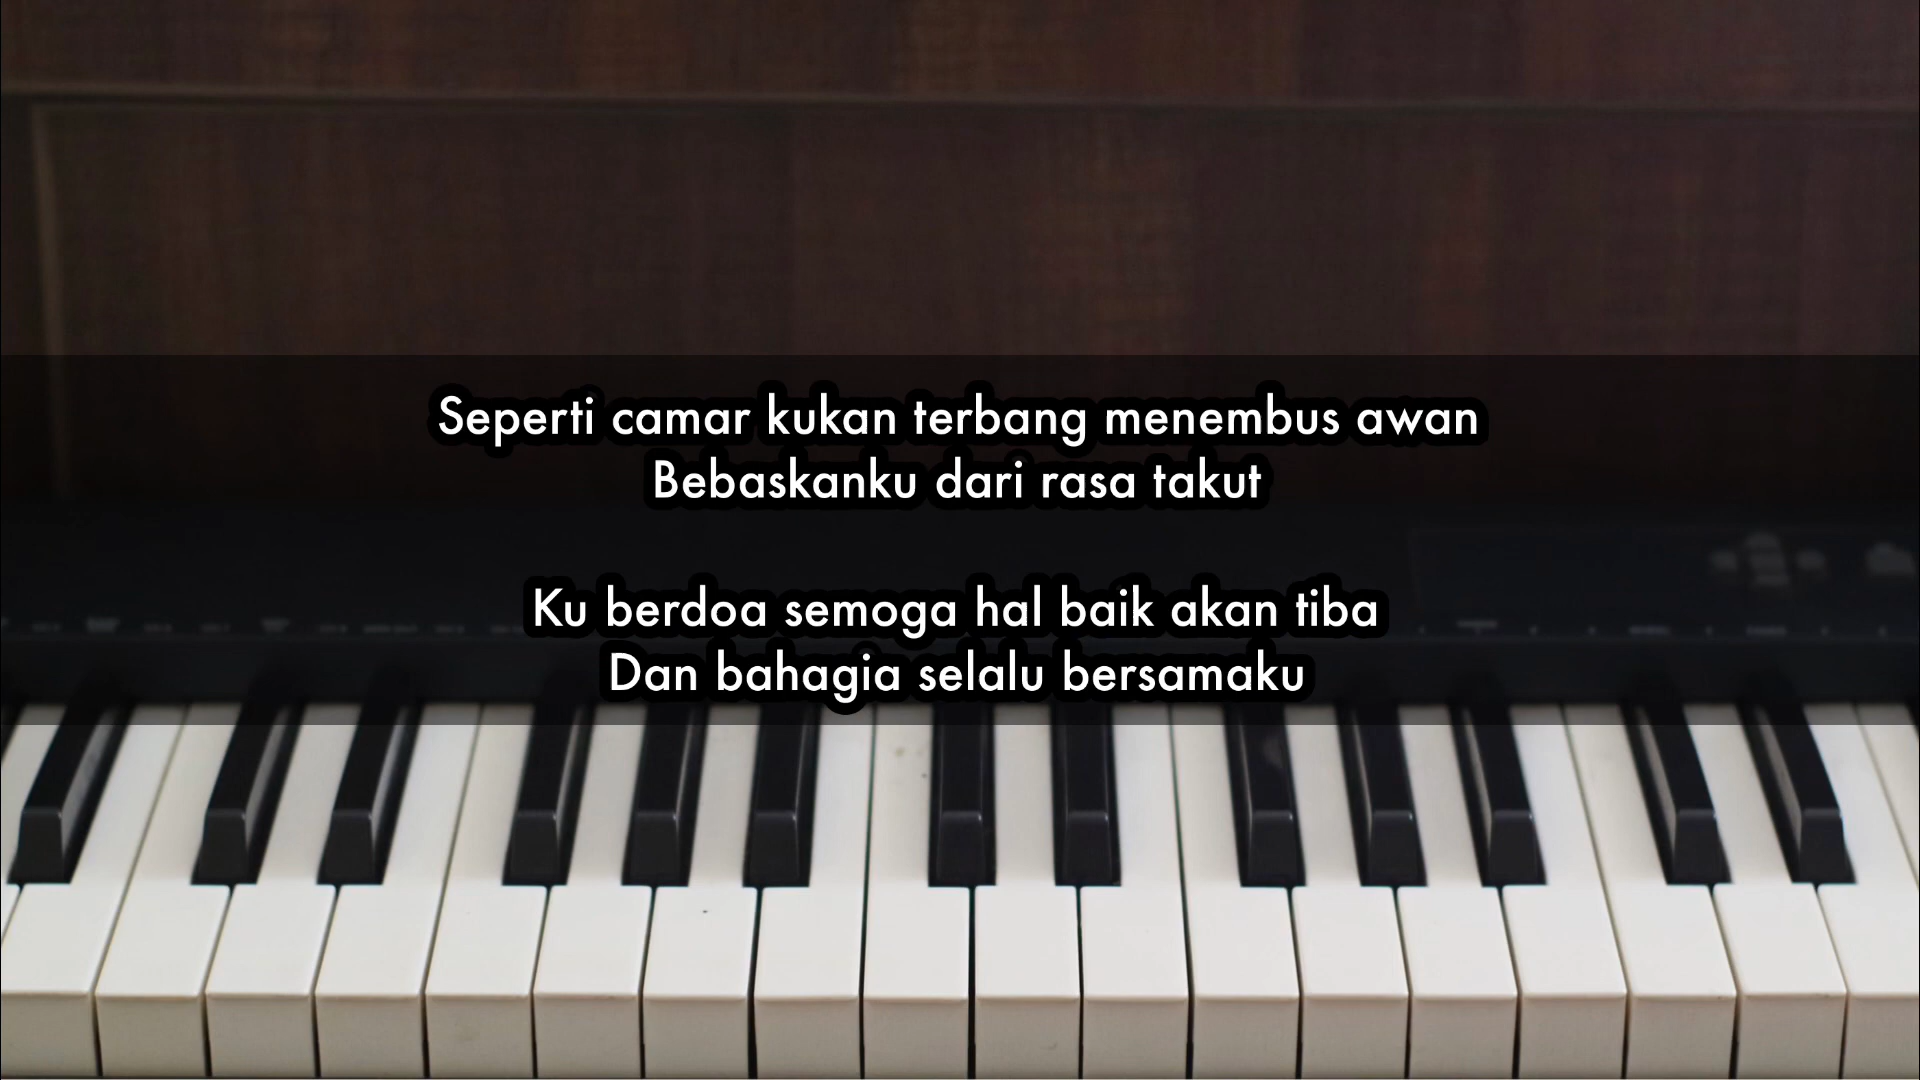 Seperti camar kukan terbang menembus awan
Bebaskanku dari rasa takut
Ku berdoa semoga hal baik akan tiba
Dan bahagia selalu bersamaku